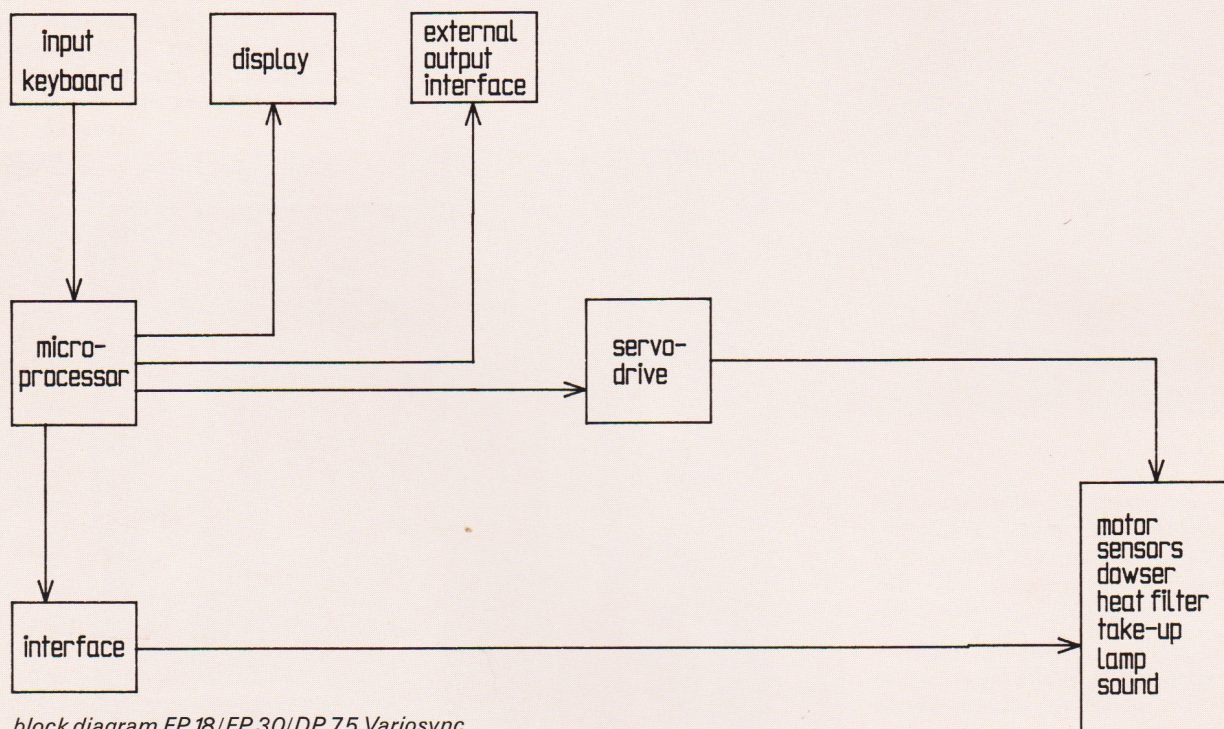 input
keyboard
display
external
output
interface
micro-
processor
servo-
drive
interface
motor
sensors
dowser
heat filter
take-up
lamp
sound
block diagram FP 18/FP 30/DP 75 Variosync